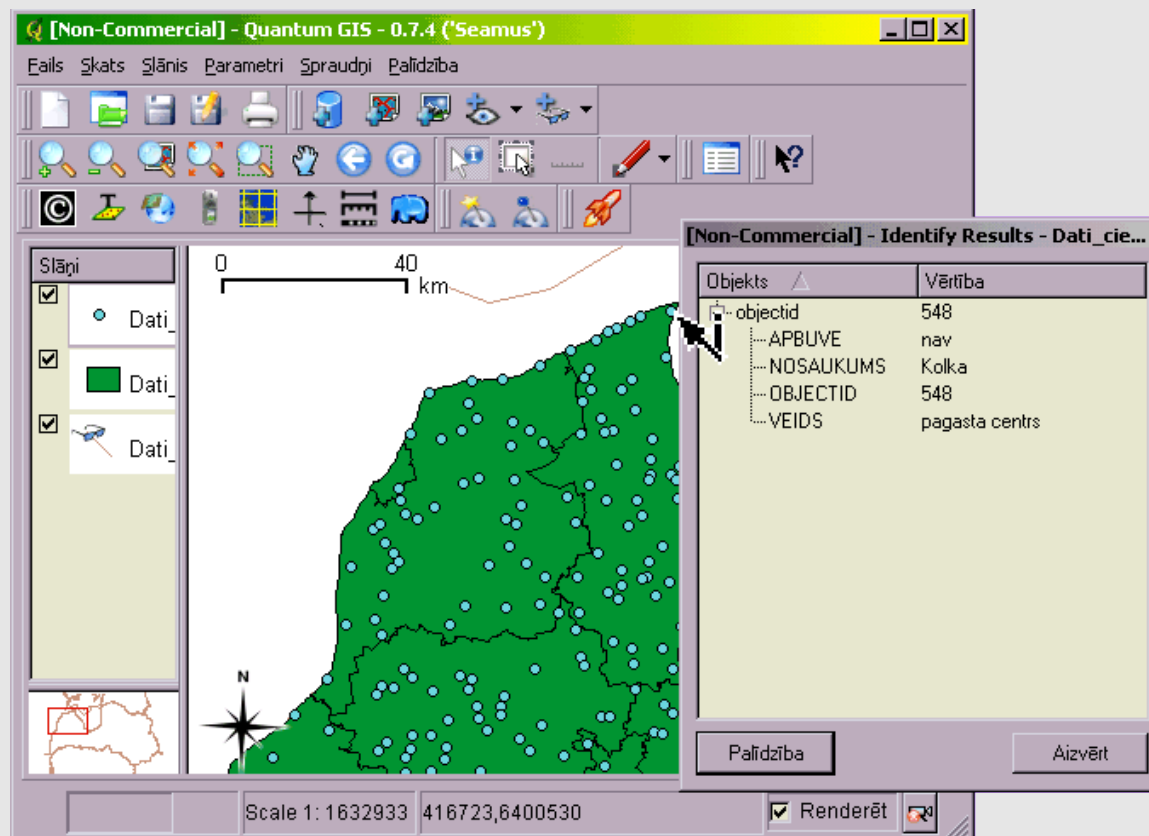 [Non-Commercial] - Quantum GIS - 0.7.4 ('Seamus')
Fails Skats Slānis Parametri Spraudņi Palīdzība
[Non-Commercial] - Identify Results - Dati_cie...
Slāņi
Dati_
Dati_
Dati_
0 40
km
N
Objekts Vērtība
objectid 548
APBUVE nav
NOSAUKUMS Kolka
OBJECTID 548
VEIDS pagasta centrs
Palīdzība Aizvērt
Scale 1: 1632933 416723,6400530 Renderēt